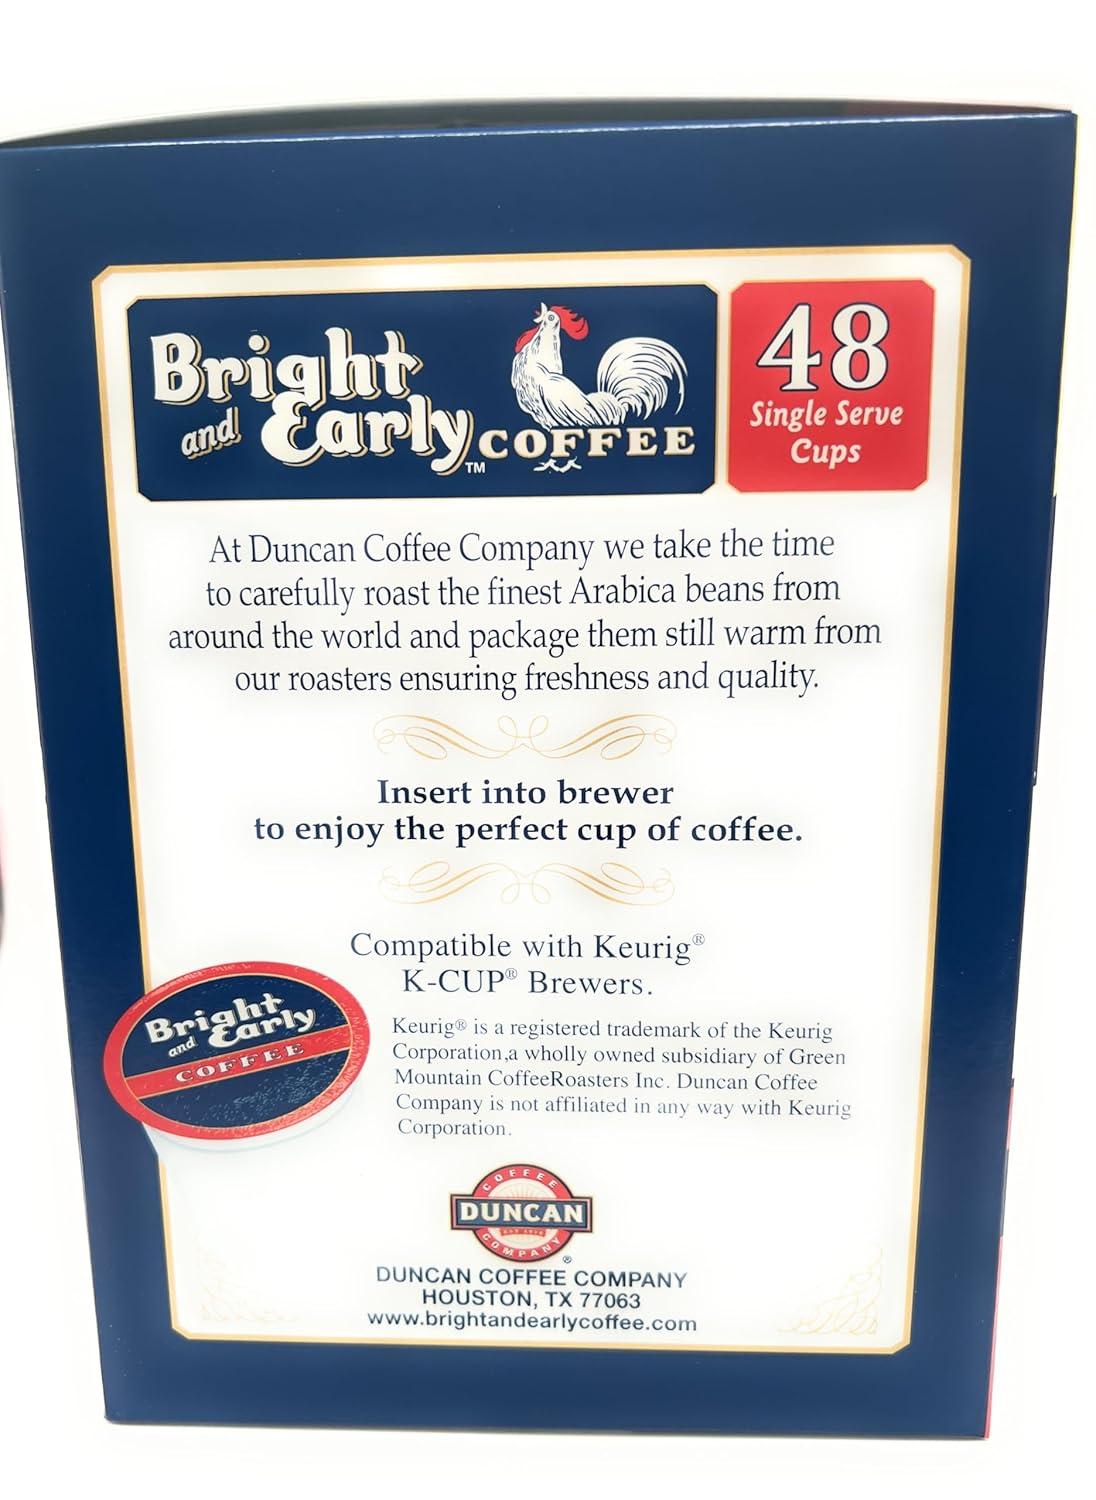 Bright
and Early™ COFFEE
48
Single Serve
Cups
At Duncan Coffee Company we take the time
to carefully roast the finest Arabica beans from
around the world and package them still warm from
our roasters ensuring freshness and quality.
Insert into brewer
to enjoy the perfect cup of coffee.
Compatible with Keurig®
K-CUP® Brewers.
Bright
and Early
COFFEE
Keurig® is a registered trademark of the Keurig
Corporation,a wholly owned subsidiary of Green
Mountain CoffeeRoasters Inc. Duncan Coffee
Company is not affiliated in any way with Keurig
Corporation.
COFFEE
DUNCAN
COMPANY
®
DUNCAN COFFEE COMPANY
HOUSTON, TX 77063
www.brightandearlycoffee.com